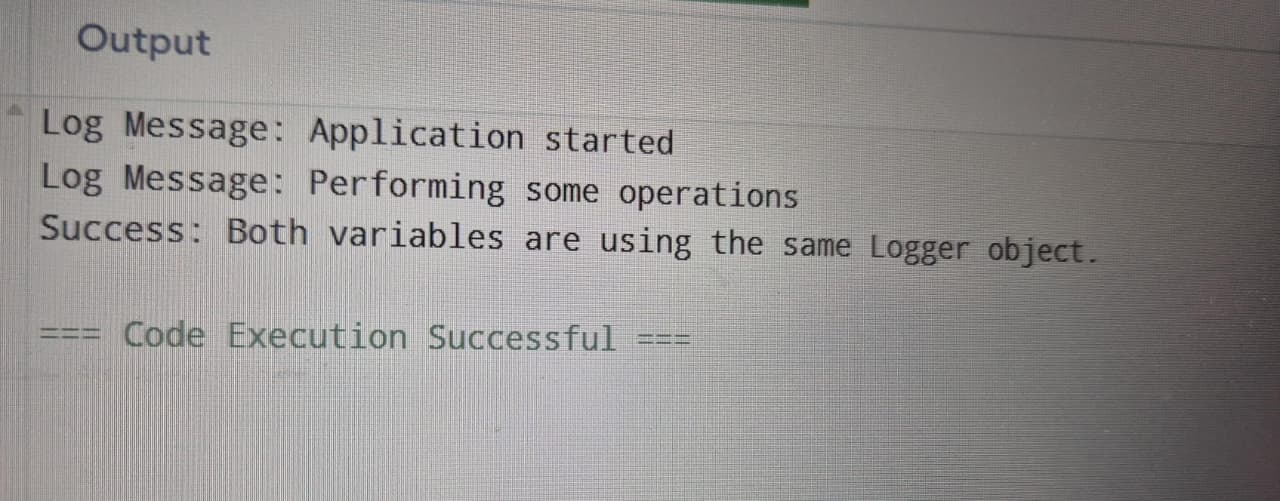 Output
Log Message: Application started
Log Message: Performing some operations
Success: Both variables are using the same Logger object.
=== Code Execution Successful ===